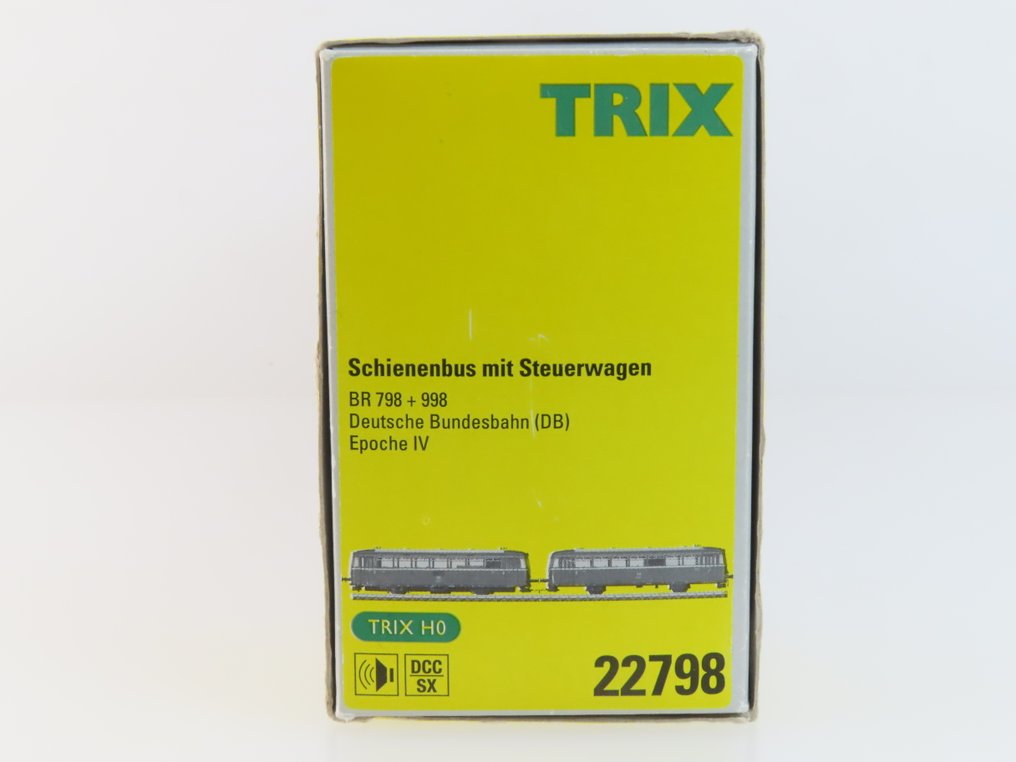 TRIX
Schienenbus mit Steuerwagen
BR 798 + 998
Deutsche Bundesbahn (DB)
Epoche IV
TRIX H0
DCC
SX
22798